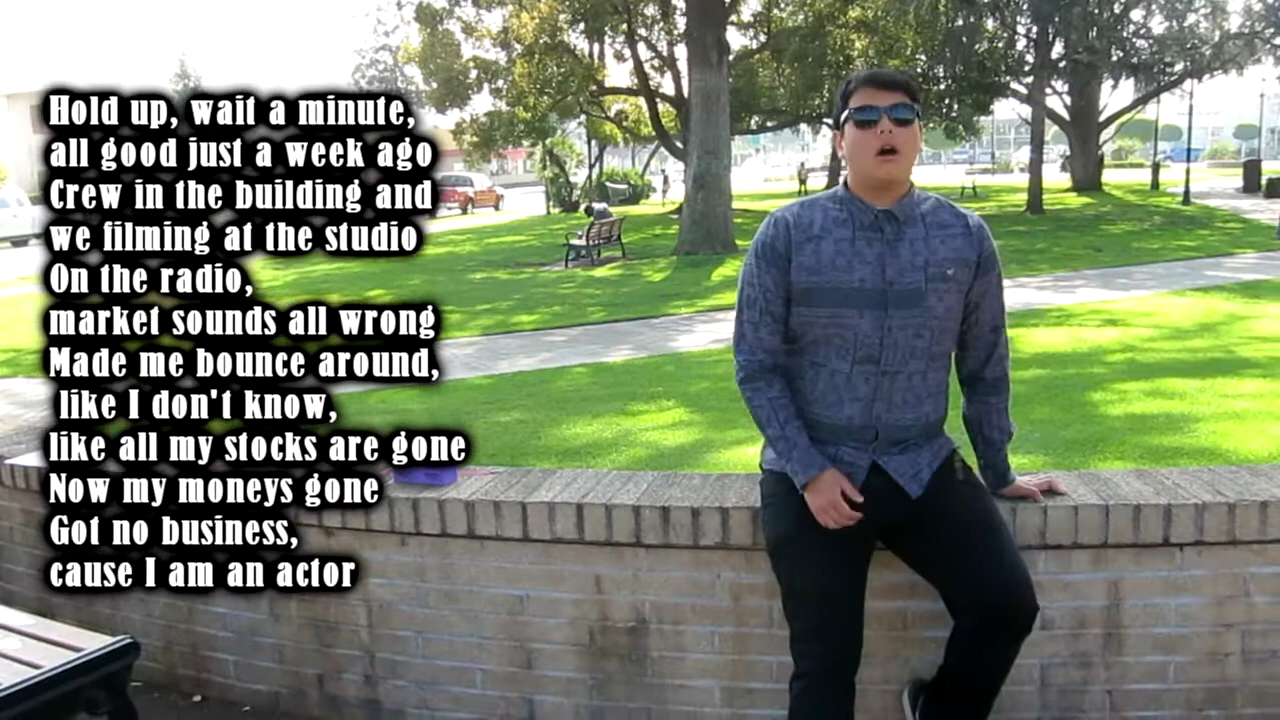 Hold up, wait a minute,
all good just a week ago
Crew in the building and
we filming at the studio
On the radio,
market sounds all wrong
Made me bounce around,
like I don't know,
like all my stocks are gone
Now my moneys gone
Got no business,
cause I am an actor